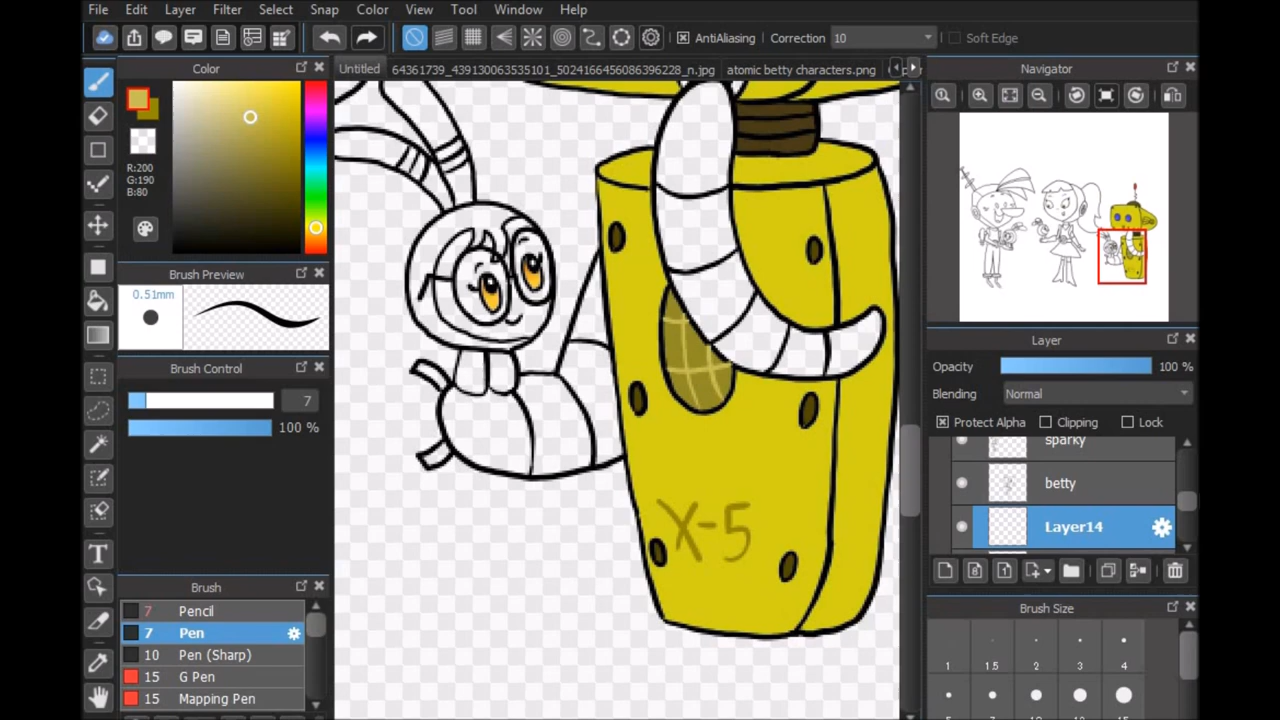 File Edit Layer Filter Select Snap Color View Tool Window Help
AntiAliasing Correction 10 Soft Edge
Color
Untitled 64361739_439130063535101_5024166456086396228_n.jpg atomic betty characters.png
Navigator
R:200
G:190
B:80
Brush Preview
0.51mm
Brush Control
7
100 %
Brush
7 Pencil
7 Pen
10 Pen (Sharp)
15 G Pen
15 Mapping Pen
X-5
Layer
Opacity 100 %
Blending Normal
Protect Alpha Clipping Lock
sparky
betty
Layer14
Brush Size
1 1.5 2 3 4